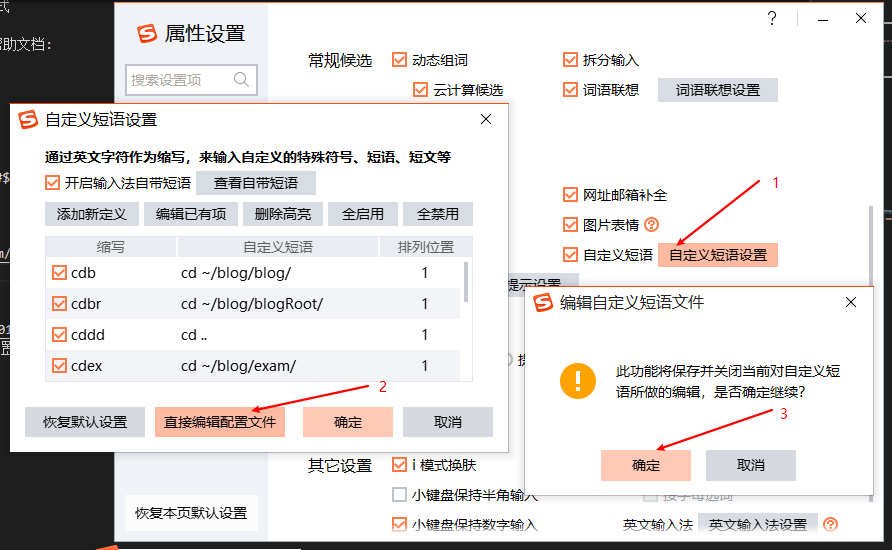 式
帮助文档：
属性设置
?
搜索设置项
常规候选
动态组词
拆分输入
云计算候选
词语联想
词语联想设置
自定义短语设置
通过英文字符作为缩写，来输入自定义的特殊符号、短语、短文等
开启输入法自带短语
查看自带短语
添加新定义
编辑已有项
删除高亮
全启用
全禁用
缩写
自定义短语
排列位置
cdb
cd ~/blog/blog/
1
cdbr
cd ~/blog/blogRoot/
1
cddd
cd ..
1
cdex
cd ~/blog/exam/
1
2
恢复默认设置
直接编辑配置文件
确定
取消
1
网址邮箱补全
图片表情
自定义短语
自定义短语设置
提示设置
编辑自定义短语文件
此功能将保存并关闭当前对自定义短
语所做的编辑，是否确定继续？
3
确定
取消
其它设置
i 模式换肤
小键盘保持半角输入
小键盘保持数字输入
英文输入法
英文输入法设置
恢复本页默认设置